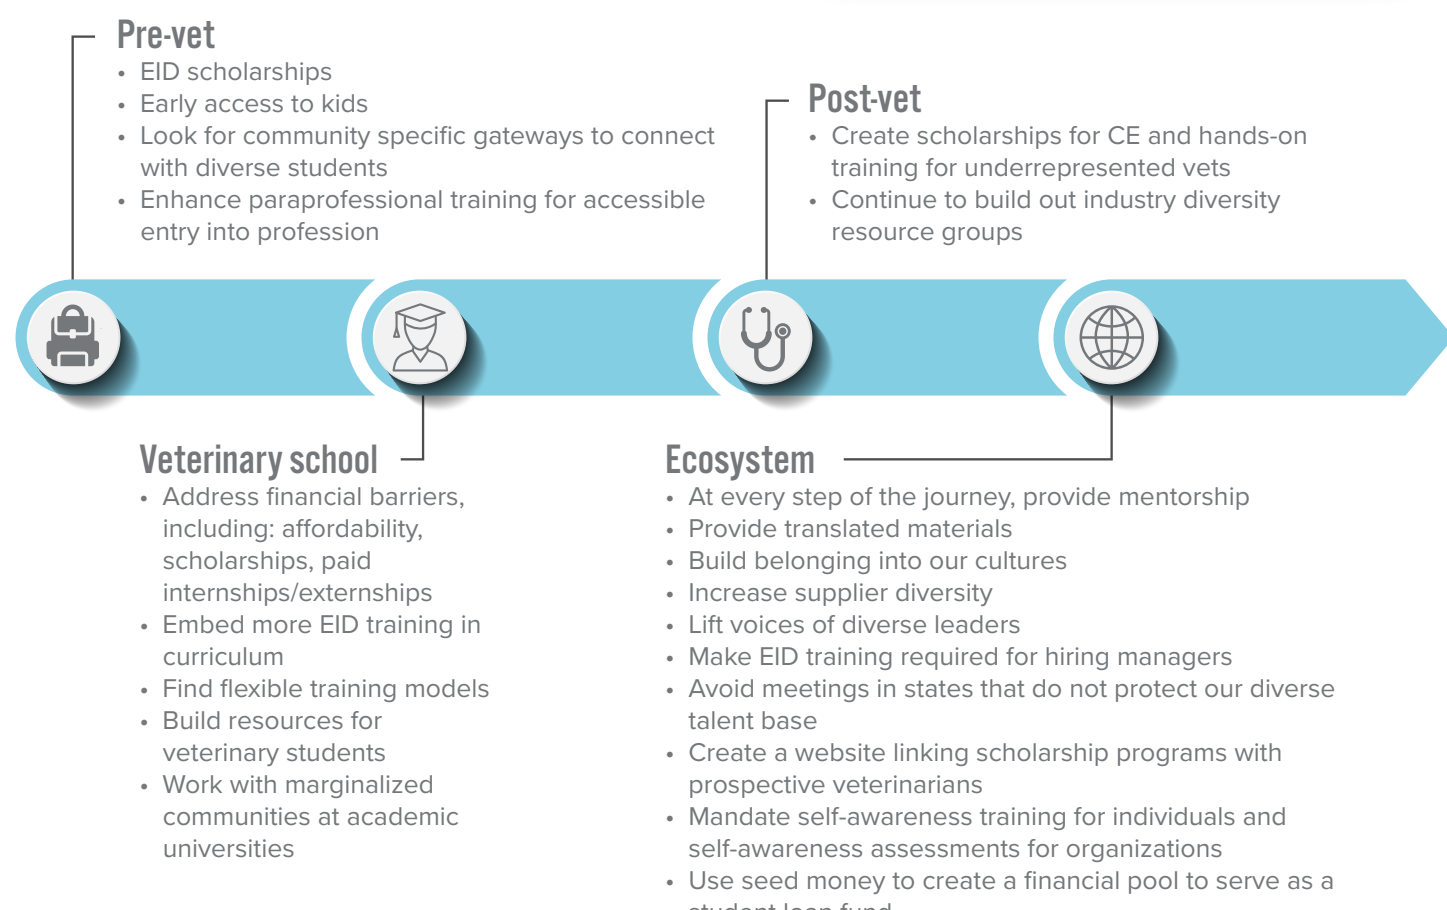 Pre-vet
• EID scholarships
• Early access to kids
• Look for community specific gateways to connect
with diverse students
• Enhance paraprofessional training for accessible
entry into profession
Post-vet
• Create scholarships for CE and hands-on
training for underrepresented vets
• Continue to build out industry diversity
resource groups
Veterinary school
• Address financial barriers,
including: affordability,
scholarships, paid
internships/externships
• Embed more EID training in
curriculum
• Find flexible training models
• Build resources for
veterinary students
• Work with marginalized
communities at academic
universities
Ecosystem
• At every step of the journey, provide mentorship
• Provide translated materials
• Build belonging into our cultures
• Increase supplier diversity
• Lift voices of diverse leaders
• Make EID training required for hiring managers
• Avoid meetings in states that do not protect our diverse
talent base
• Create a website linking scholarship programs with
prospective veterinarians
• Mandate self-awareness training for individuals and
self-awareness assessments for organizations
• Use seed money to create a financial pool to serve as a
student loan fund